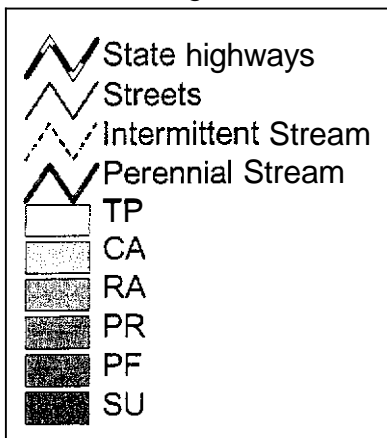 State highways
Streets
Intermittent Stream
Perennial Stream
TP
CA
RA
PR
PF
SU